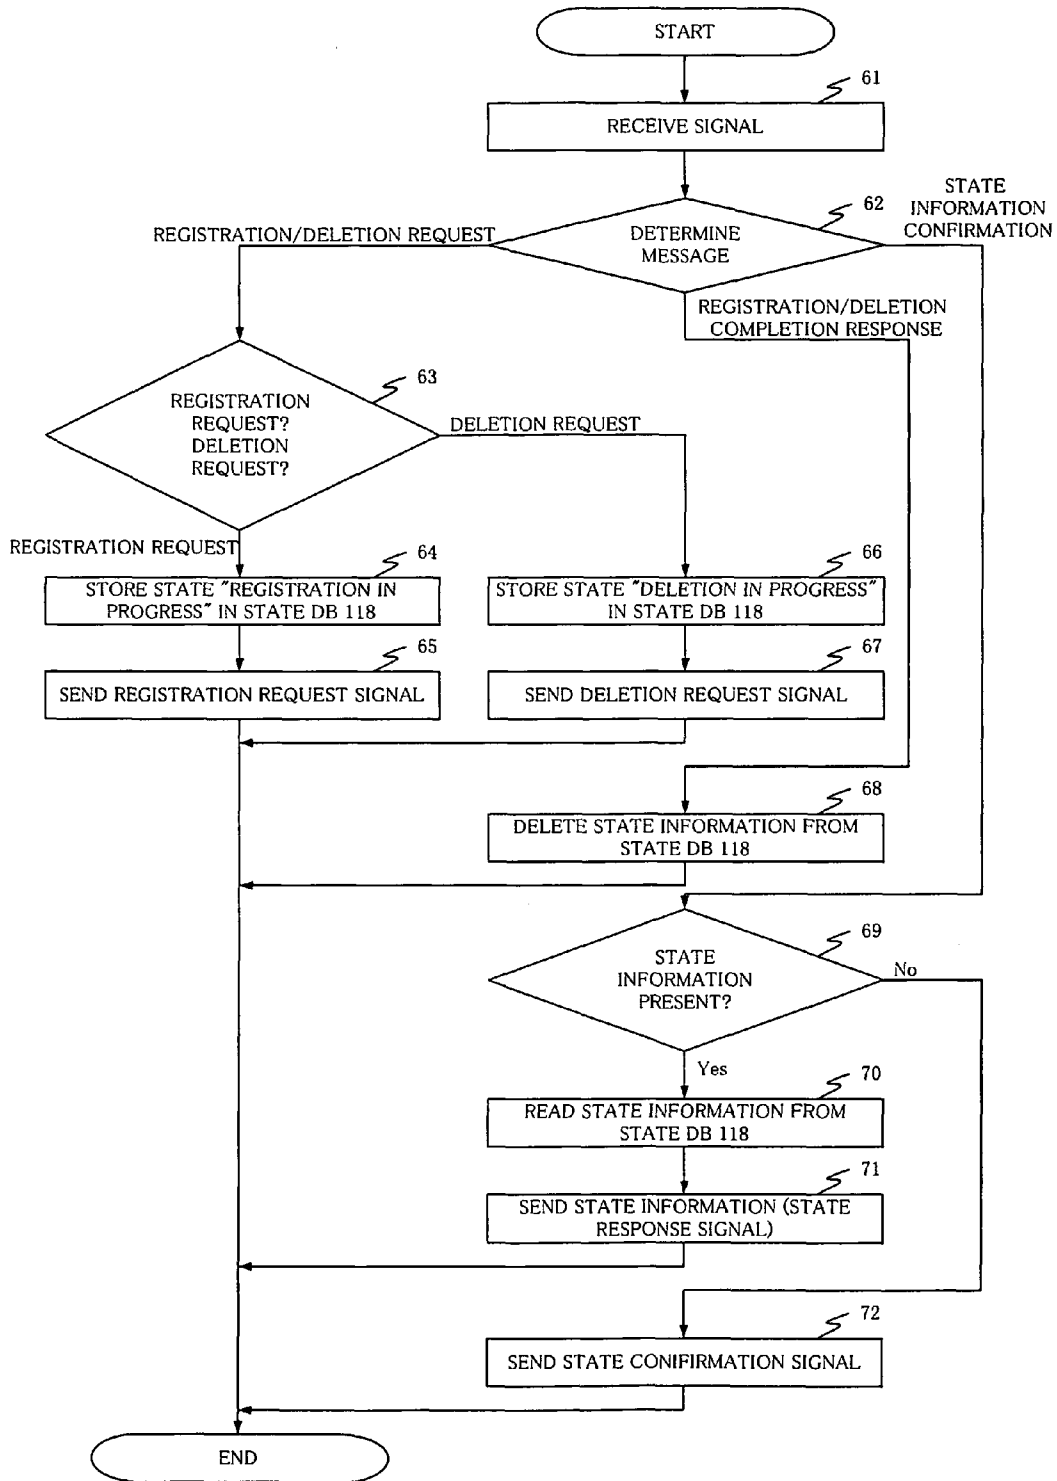 START
61
RECEIVE SIGNAL
STATE
INFORMATION
CONFIRMATION
62
DETERMINE
MESSAGE
REGISTRATION/DELETION REQUEST
REGISTRATION/DELETION
COMPLETION RESPONSE
63
REGISTRATION
REQUEST?
DELETION
REQUEST?
DELETION REQUEST
REGISTRATION REQUEST
64
STORE STATE "REGISTRATION IN
PROGRESS" IN STATE DB 118
66
STORE STATE "DELETION IN PROGRESS"
IN STATE DB 118
65
SEND REGISTRATION REQUEST SIGNAL
67
SEND DELETION REQUEST SIGNAL
68
DELETE STATE INFORMATION FROM
STATE DB 118
69
STATE
INFORMATION
PRESENT?
No
Yes
70
READ STATE INFORMATION FROM
STATE DB 118
71
SEND STATE INFORMATION (STATE
RESPONSE SIGNAL)
72
SEND STATE CONIFIRMATION SIGNAL
END